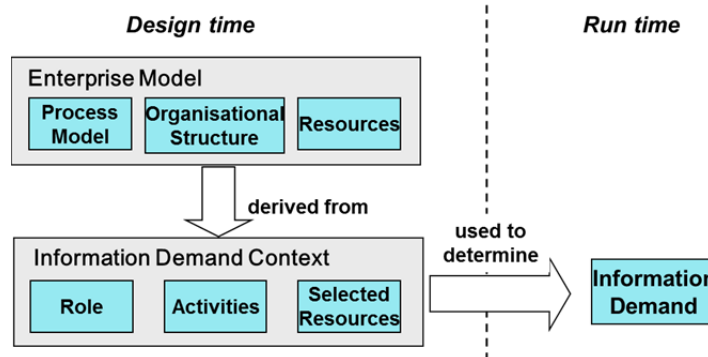 Design time
Run time
Enterprise Model
Process
Model
Organisational
Structure
Resources
derived from
used to
determine
Information Demand Context
Role
Activities
Selected
Resources
Information
Demand